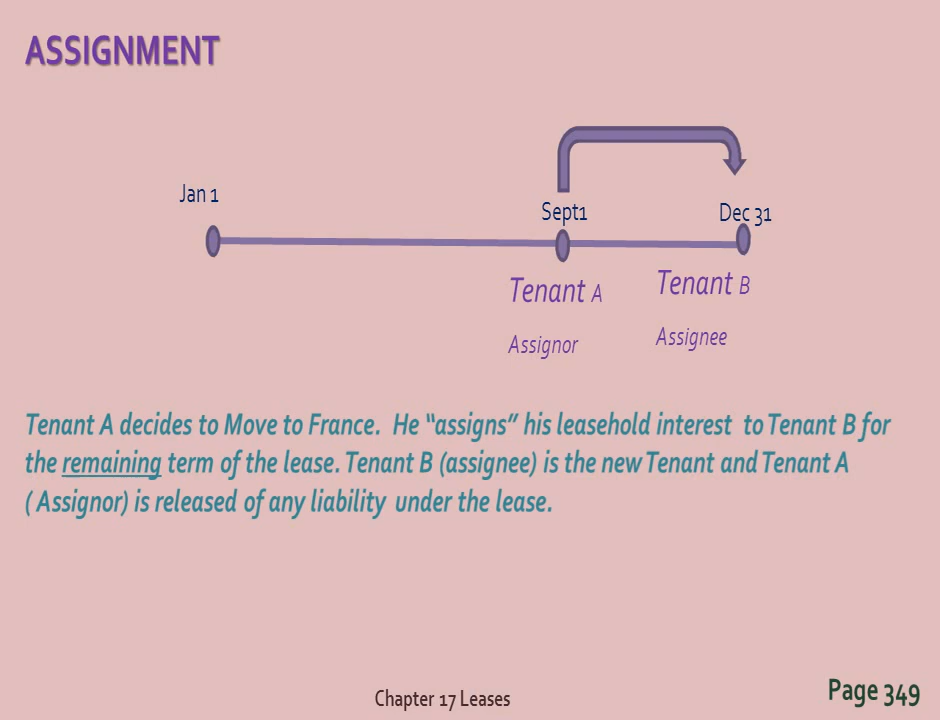 ASSIGNMENT
Jan 1
Sept1
Dec 31
Tenant A
Tenant B
Assignor
Assignee
Tenant A decides to Move to France. He “assigns” his leasehold interest to Tenant B for
the remaining term of the lease. Tenant B (assignee) is the new Tenant and Tenant A
( Assignor) is released of any liability under the lease.
Chapter 17 Leases
Page 349